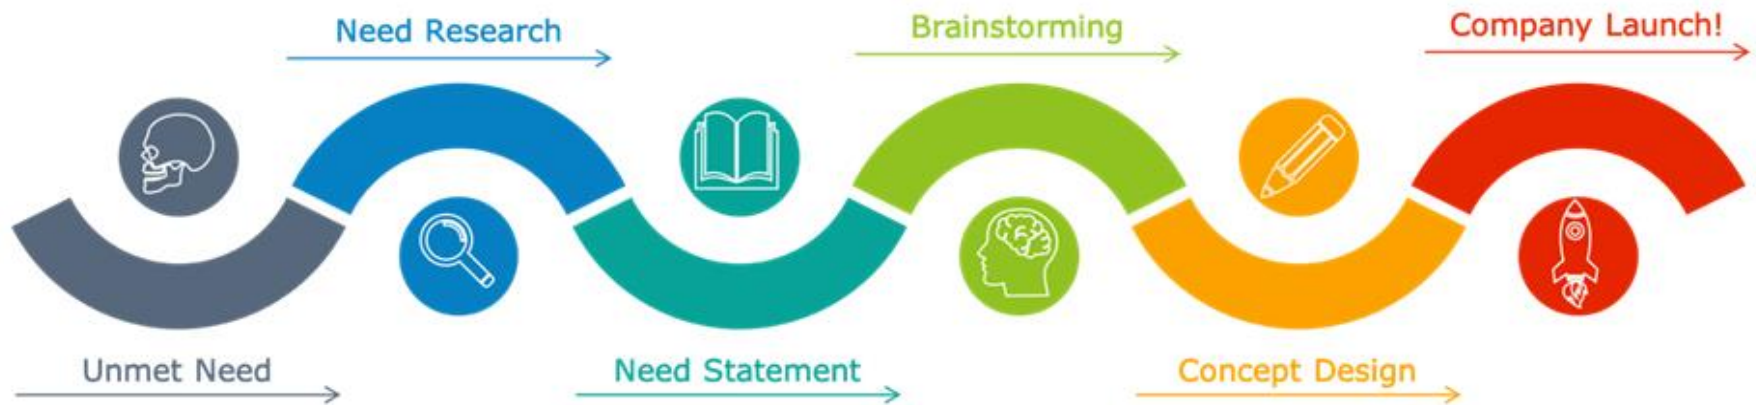 Unmet Need
Need Research
Need Statement
Brainstorming
Concept Design
Company Launch!